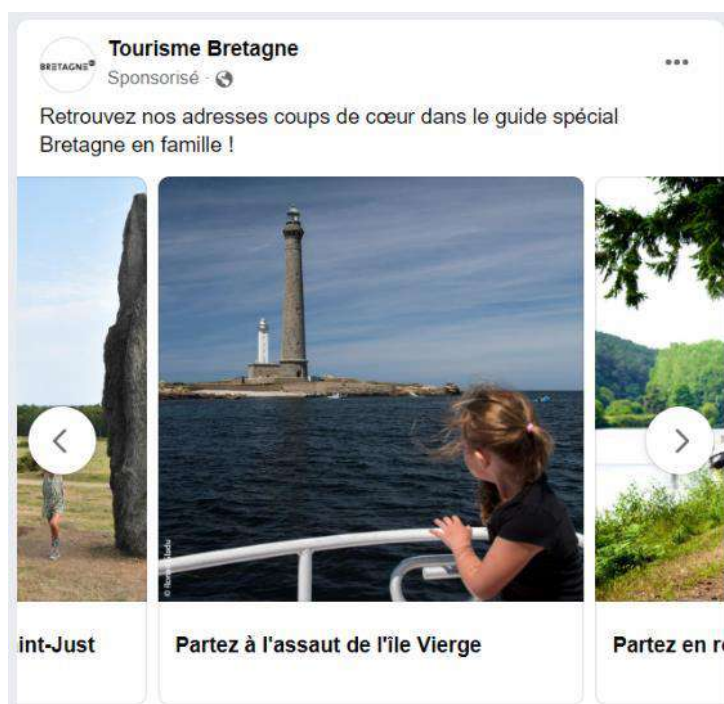 BRETAGNE
Tourisme Bretagne
Sponsorisé ·
Retrouvez nos adresses coups de cœur dans le guide spécial
Bretagne en famille !
int-Just
Partez à l'assaut de l'île Vierge
Partez en